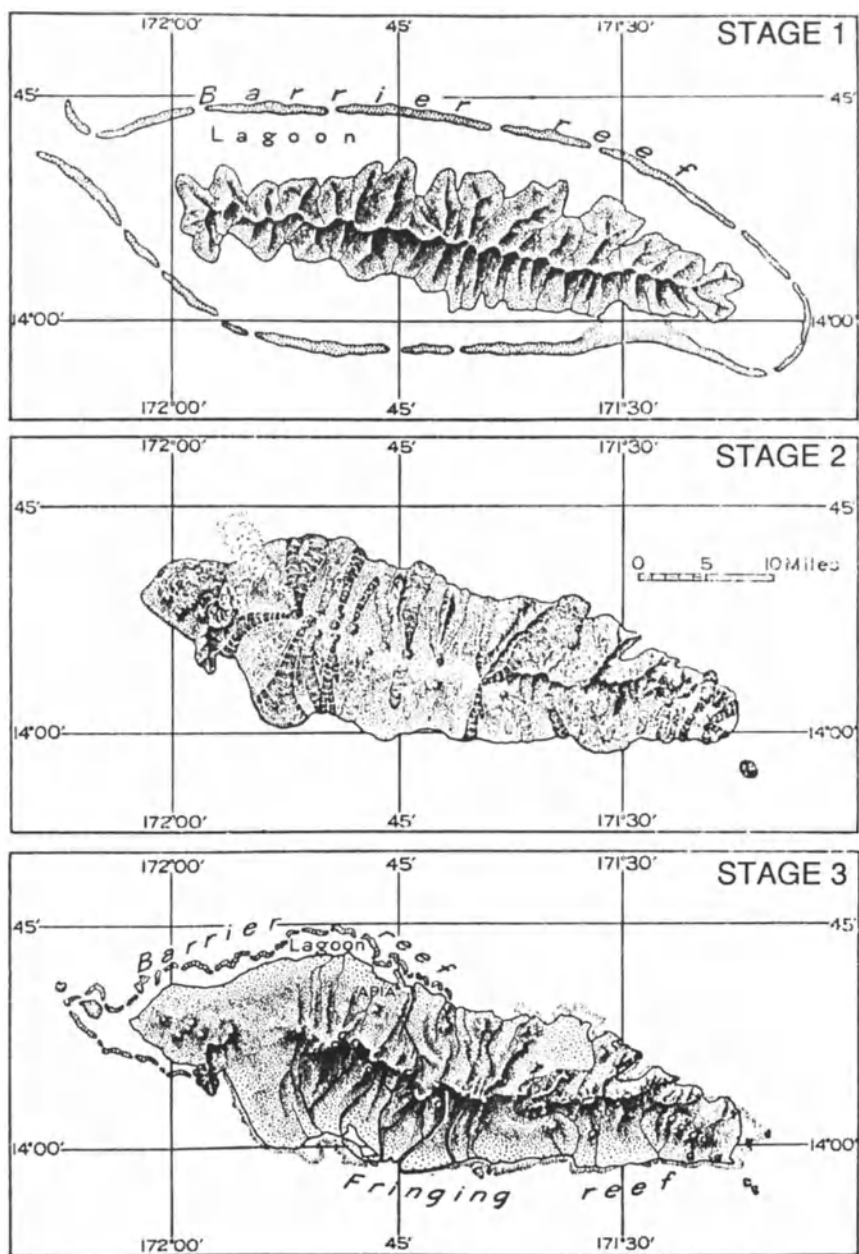 172°00' 45' 171°30' STAGE 1
45' Barrier reef 45'
Lagoon
14°00' 14°00'
172°00' 45' 171°30'
172°00' 45' 171°30' STAGE 2
45' 45'
0 5 10 Miles
14°00' 14°00'
172°00' 45' 171°30'
172°00' 45' 171°30' STAGE 3
45' Barrier reef 45'
Lagoon
APIA
14°00' 14°00'
Fringing reef
172°00' 45' 171°30'